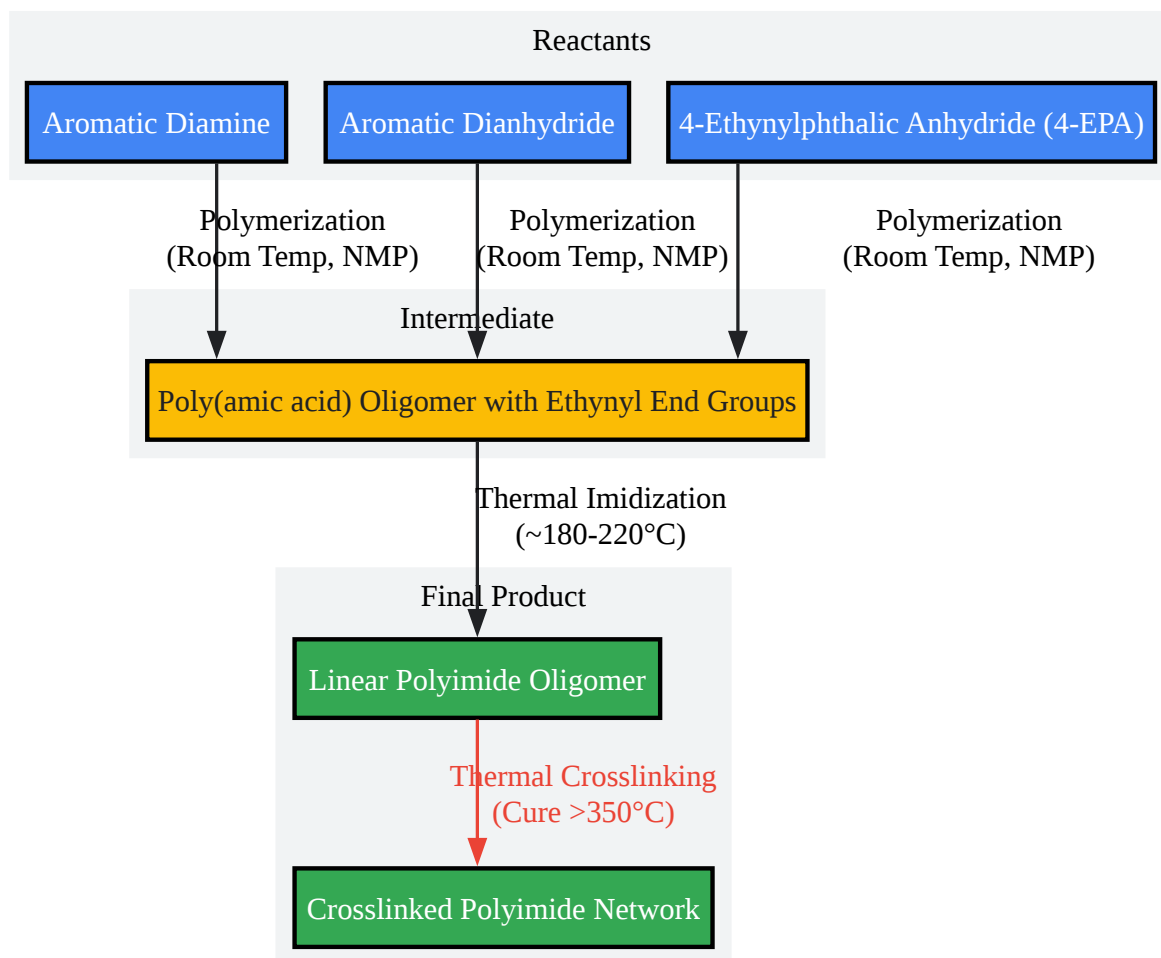 Reactants
Aromatic Diamine
Aromatic Dianhydride
4-Ethynylphthalic Anhydride (4-EPA)
Polymerization
(Room Temp, NMP)
Polymerization
(Room Temp, NMP)
Polymerization
(Room Temp, NMP)
Intermediate
Poly(amic acid) Oligomer with Ethynyl End Groups
Thermal Imidization
(~180-220°C)
Final Product
Linear Polyimide Oligomer
Thermal Crosslinking
(Cure >350°C)
Crosslinked Polyimide Network